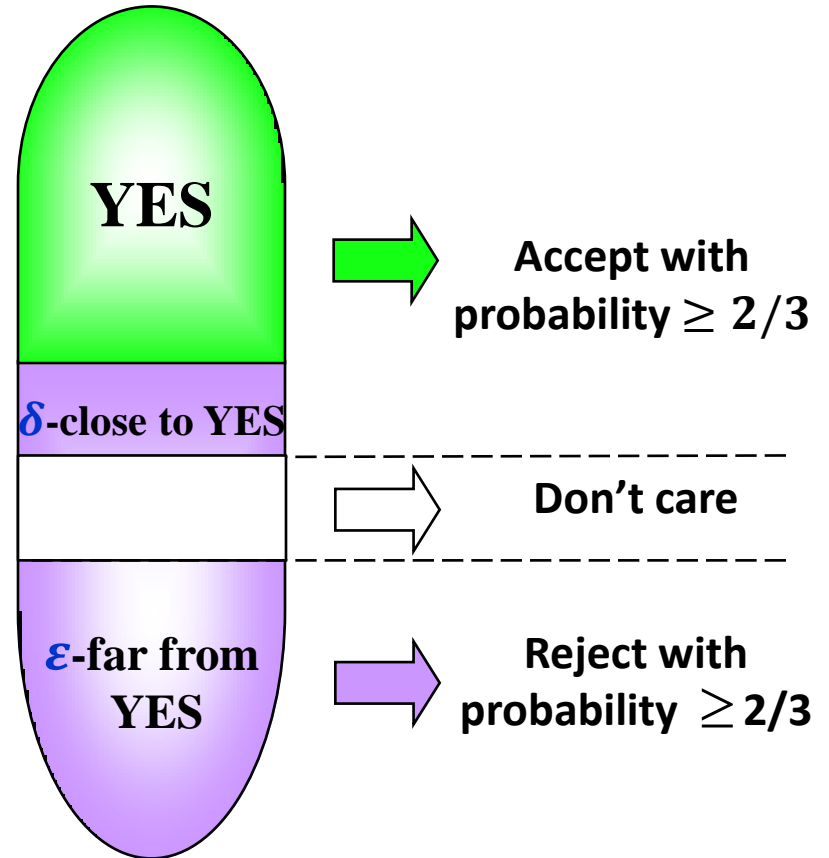 YES
Accept with
probability ≥ 2/3
δ-close to YES
Don't care
ε-far from
YES
Reject with
probability ≥ 2/3